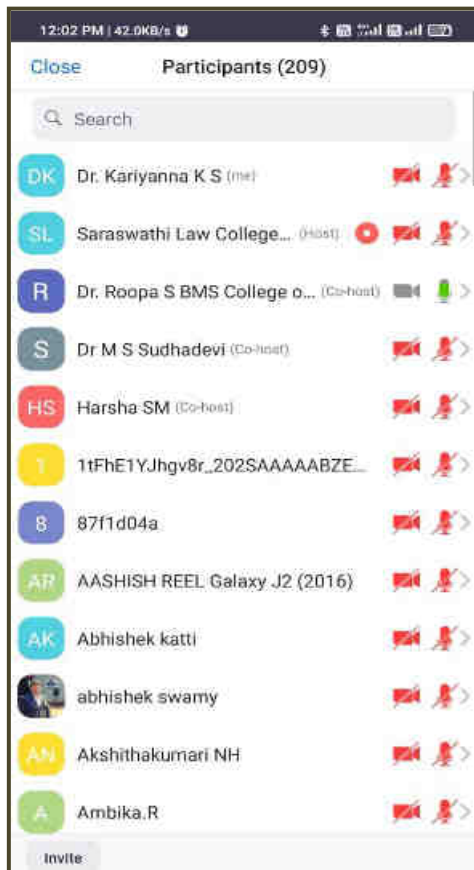 12:02 PM | 42.0KB/s
Close Participants (209)
Search
DK Dr. Kariyanna K S (me)
SL Saraswathi Law College... (Host)
R Dr. Roopa S BMS College o... (Co-host)
S Dr M S Sudhadevi (Co-host)
HS Harsha SM (Co-host)
1 1tFhE1YJhgv8r_202SAAAAABZE...
8 87f1d04a
AR AASHISH REEL Galaxy J2 (2016)
AK Abhishek katti
abhishek swamy
AN Akshithakumari NH
A Ambika.R
Invite